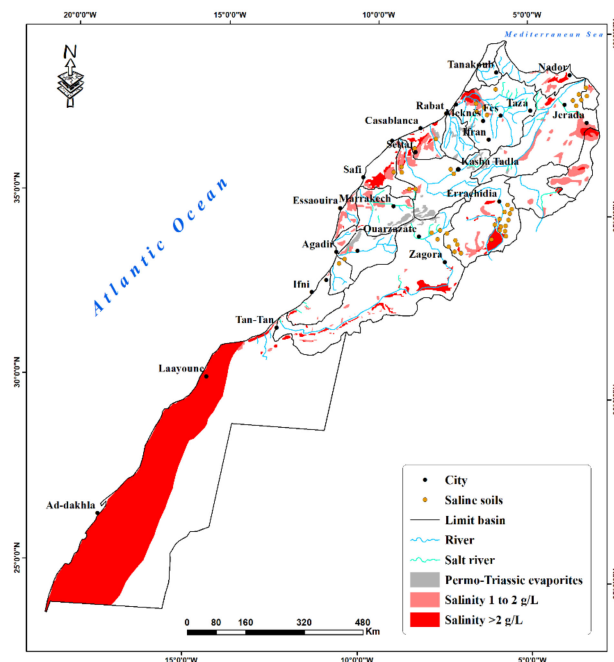 15°0'0"W
10°0'0"W
5°0'0"W
Mediterranean Sea
N
Tanakoub
Nador
Rabat
Meknes
Fes
Taza
Casablanca
Jerada
Ifran
Settat
Kasba Tadla
Safi
35°0'0"N
Essaouira
Marrakech
Errachidia
Atlantic Ocean
Ouarzazate
Agadir
Zagora
Ifni
Tan-Tan
30°0'0"N
Laayoune
Ad-dakhla
25°0'0"N
City
Saline soils
Limit basin
River
Salt river
Permo-Triassic evaporites
Salinity 1 to 2 g/L
Salinity >2 g/L
0 80 160 320 480
Km
15°0'0"W
10°0'0"W
5°0'0"W